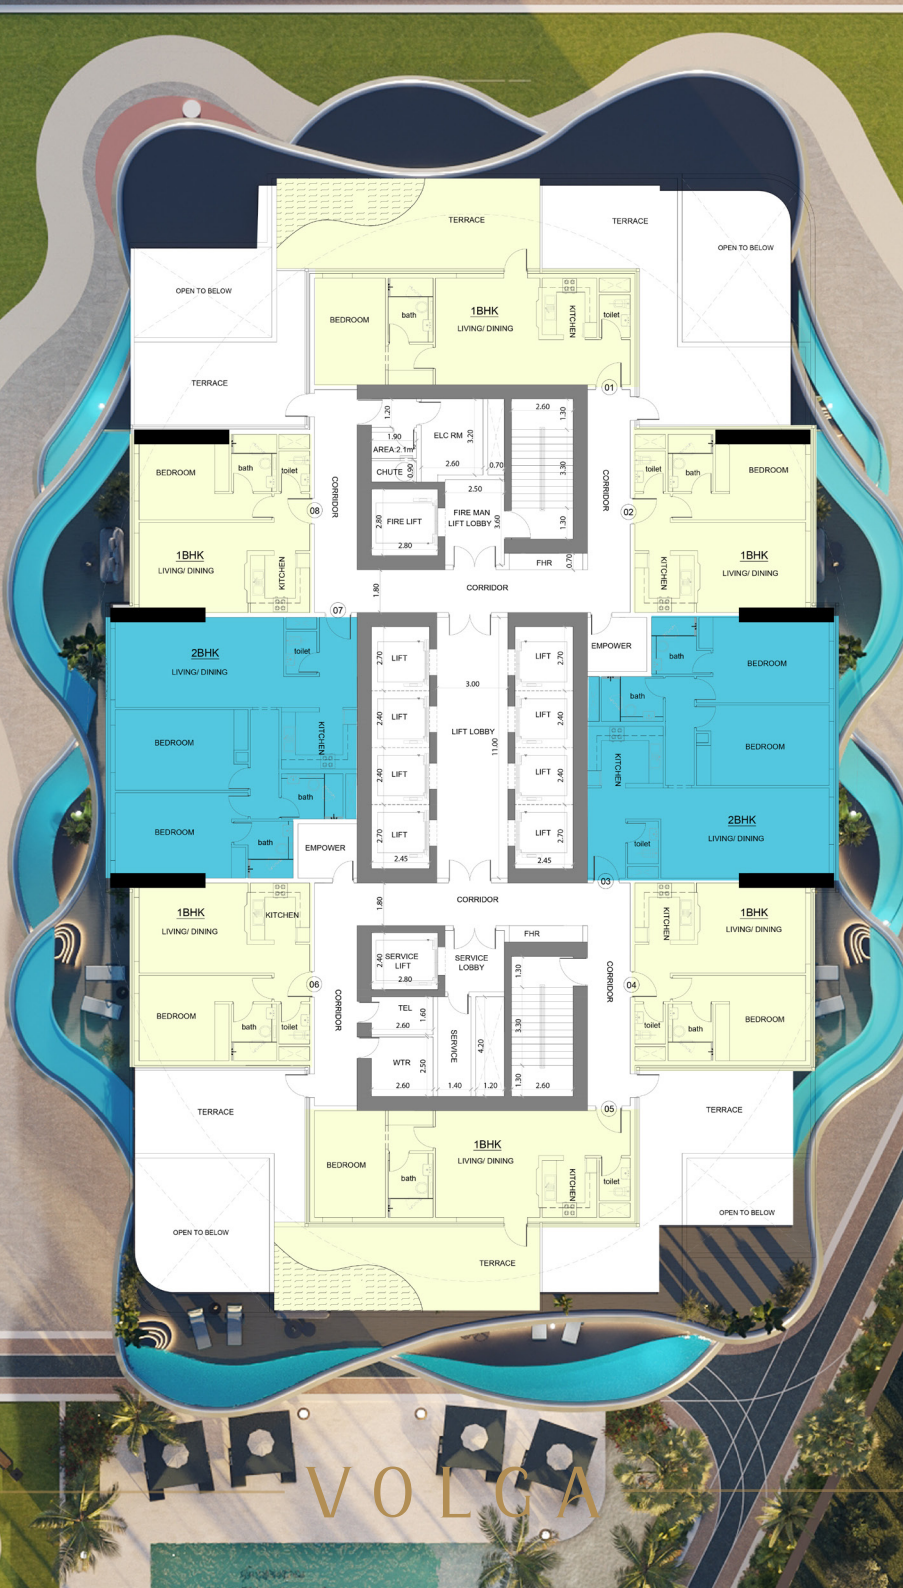 TERRACE
TERRACE
OPEN TO BELOW
OPEN TO BELOW
BEDROOM
bath
1BHK
LIVING/ DINING
KITCHEN
toilet
TERRACE
01
1.20
1.90
AREA:2.1m²
CHUTE
0.90
ELC RM
3.20
2.60
0.70
2.60
1.30
3.30
1.30
BEDROOM
bath
toilet
08
CORRIDOR
1BHK
LIVING/ DINING
KITCHEN
2.80
FIRE LIFT
2.80
2.50
FIRE MAN
LIFT LOBBY
3.60
FHR
0.70
CORRIDOR
02
toilet
bath
BEDROOM
KITCHEN
1BHK
LIVING/ DINING
1.80
CORRIDOR
07
2BHK
LIVING/ DINING
toilet
BEDROOM
KITCHEN
bath
BEDROOM
bath
EMPOWER
2.70
LIFT
2.40
LIFT
2.40
LIFT
2.70
LIFT
2.45
3.00
LIFT LOBBY
11.00
LIFT
2.70
LIFT
2.40
LIFT
2.40
LIFT
2.70
2.45
EMPOWER
bath
BEDROOM
bath
KITCHEN
BEDROOM
2BHK
LIVING/ DINING
toilet
03
1.80
CORRIDOR
1BHK
LIVING/ DINING
KITCHEN
06
BEDROOM
bath
toilet
CORRIDOR
2.40
SERVICE
LIFT
2.80
SERVICE
LOBBY
FHR
TEL
1.60
2.60
WTR
2.50
2.60
SERVICE
1.40
4.20
1.20
1.30
3.30
1.30
2.60
CORRIDOR
KITCHEN
1BHK
LIVING/ DINING
04
toilet
bath
BEDROOM
05
TERRACE
TERRACE
BEDROOM
bath
1BHK
LIVING/ DINING
KITCHEN
toilet
OPEN TO BELOW
OPEN TO BELOW
TERRACE
VOLGA